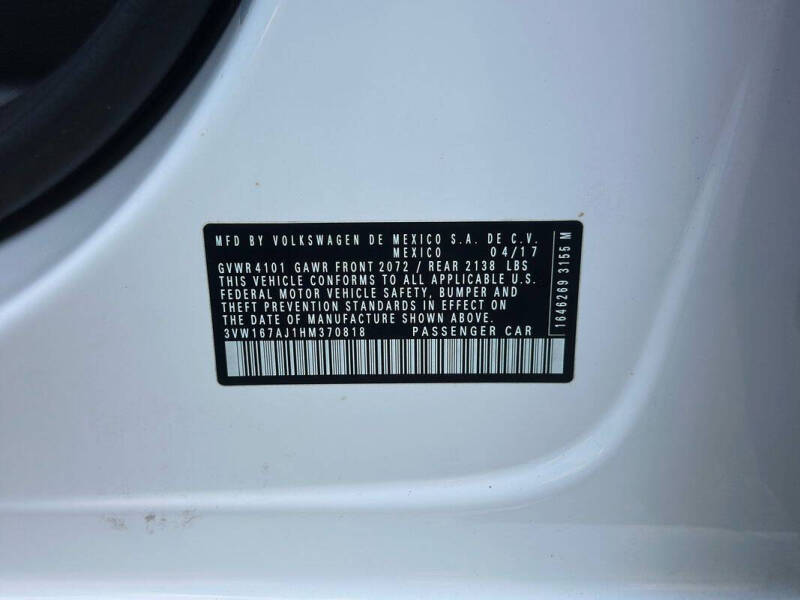 MFD BY VOLKSWAGEN DE MEXICO S.A. DE C.V.
MEXICO 04/17
GVWR 4101 GAWR FRONT 2072 / REAR 2138 LBS
THIS VEHICLE CONFORMS TO ALL APPLICABLE U.S.
FEDERAL MOTOR VEHICLE SAFETY, BUMPER AND
THEFT PREVENTION STANDARDS IN EFFECT ON
THE DATE OF MANUFACTURE SHOWN ABOVE.
3VW167AJ1HM370818 PASSENGER CAR
1646269 3155 M